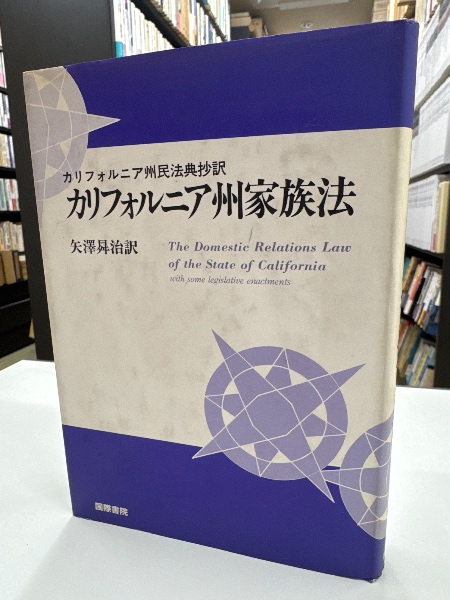 カリフォルニア州民法典抄訳
カリフォルニア州家族法
矢澤曻治訳
The Domestic Relations Law
of the State of California
with some legislative enactments
国際書院